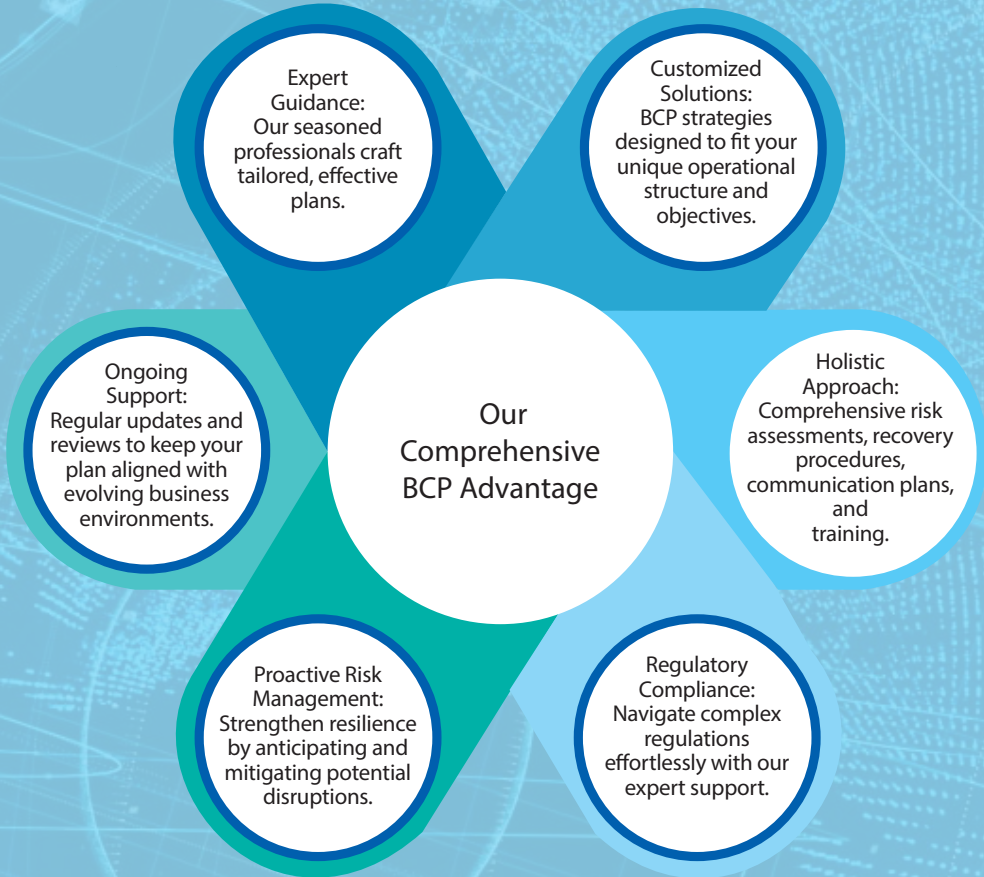 Expert
Guidance:
Our seasoned
professionals craft
tailored, effective
plans.
Customized
Solutions:
BCP strategies
designed to fit your
unique operational
structure and
objectives.
Ongoing
Support:
Regular updates and
reviews to keep your
plan aligned with
evolving business
environments.
Our
Comprehensive
BCP Advantage
Holistic
Approach:
Comprehensive risk
assessments, recovery
procedures,
communication plans,
and
training.
Proactive Risk
Management:
Strengthen resilience
by anticipating and
mitigating potential
disruptions.
Regulatory
Compliance:
Navigate complex
regulations
effortlessly with our
expert support.